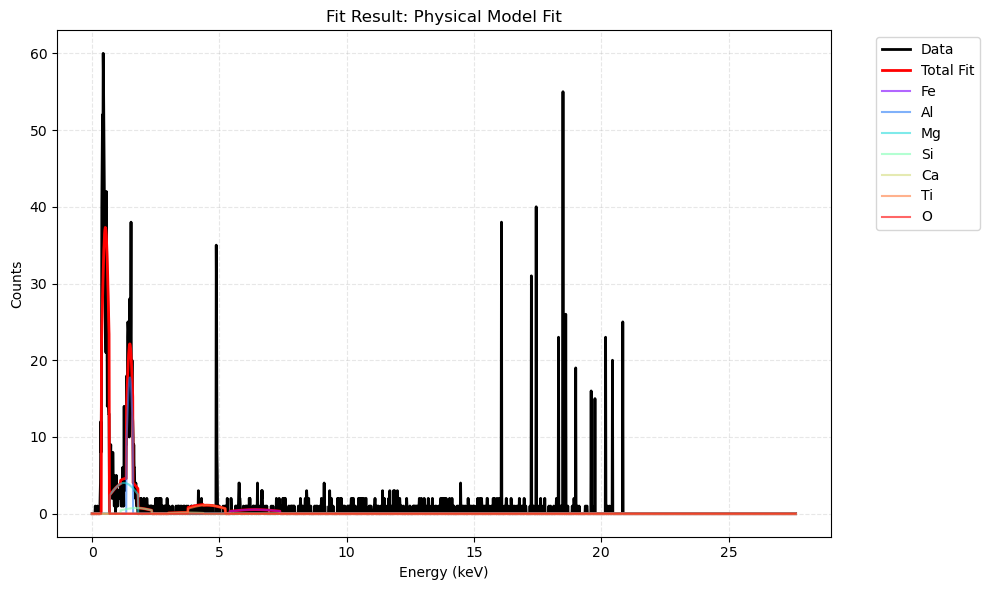 Fit Result: Physical Model Fit
Counts
60
50
40
30
20
10
0
0 5 10 15 20 25
Energy (keV)
Data
Total Fit
Fe
Al
Mg
Si
Ca
Ti
O